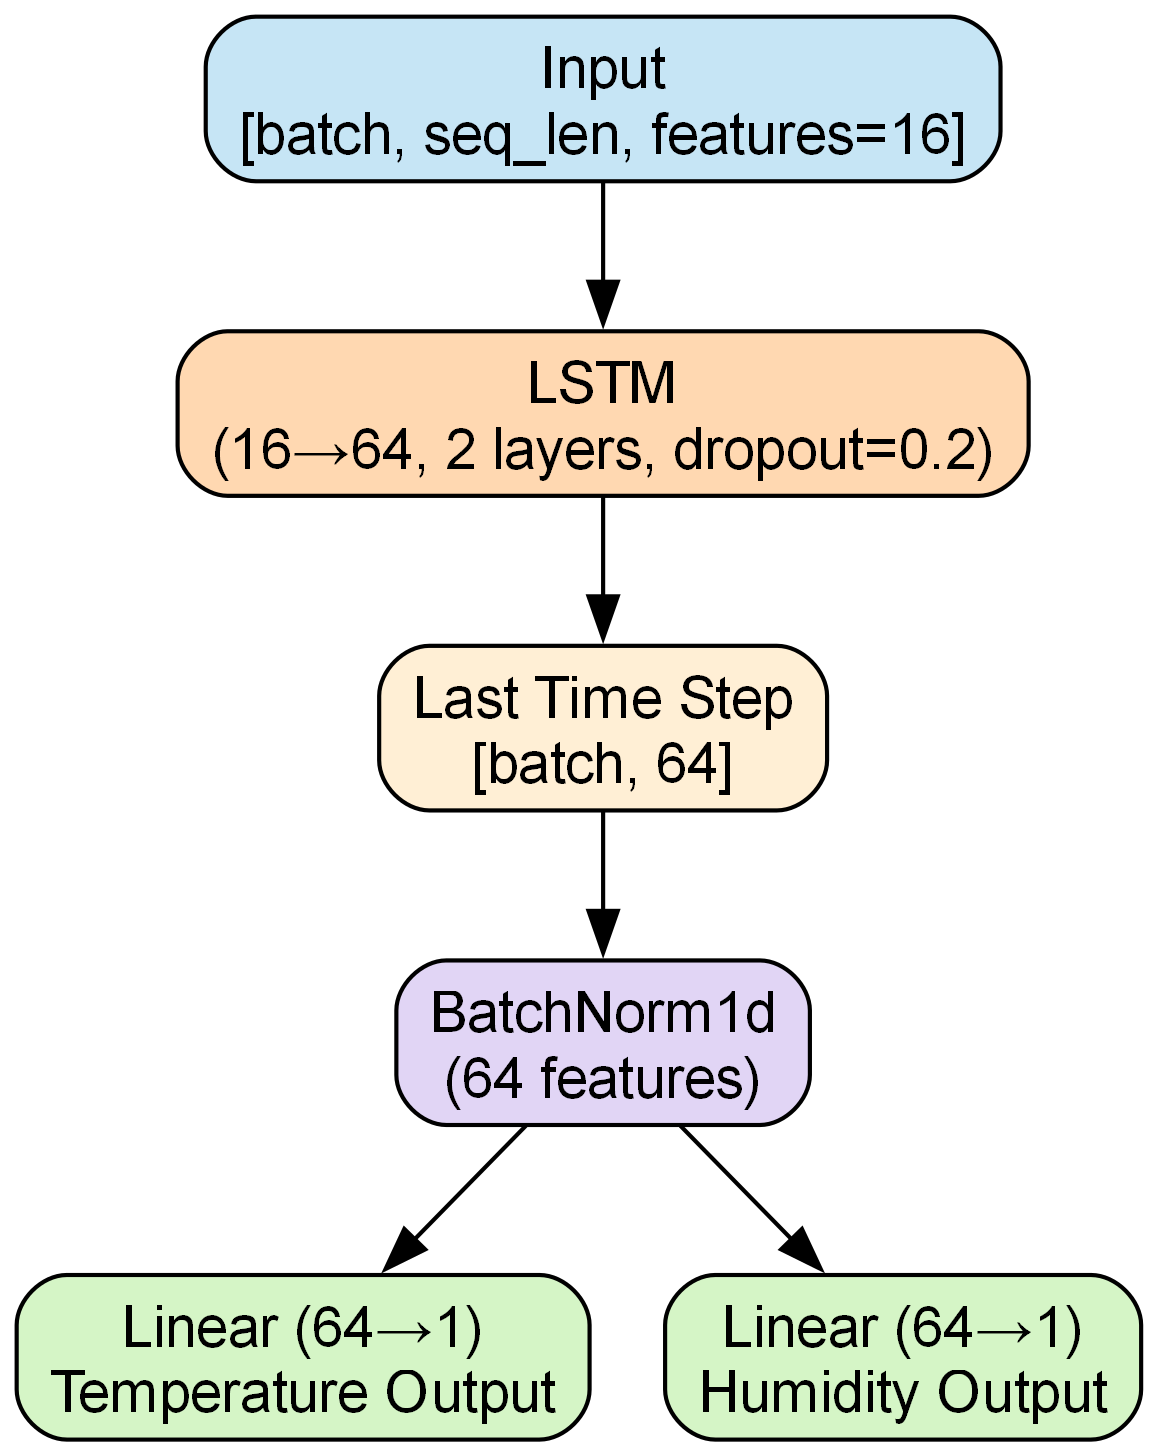 Input
[batch, seq_len, features=16]
LSTM
(16→64, 2 layers, dropout=0.2)
Last Time Step
[batch, 64]
BatchNorm1d
(64 features)
Linear (64→1)
Temperature Output
Linear (64→1)
Humidity Output